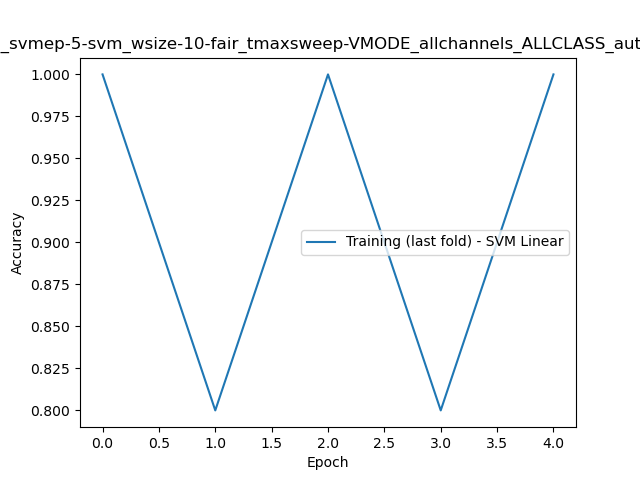 _svmep-5-svm_wsize-10-fair_tmaxsweep-VMODE_allchannels_ALLCLASS_aut
1.000
0.975
0.950
0.925
0.900
0.875
0.850
0.825
0.800
Accuracy
Training (last fold) - SVM Linear
0.0 0.5 1.0 1.5 2.0 2.5 3.0 3.5 4.0
Epoch